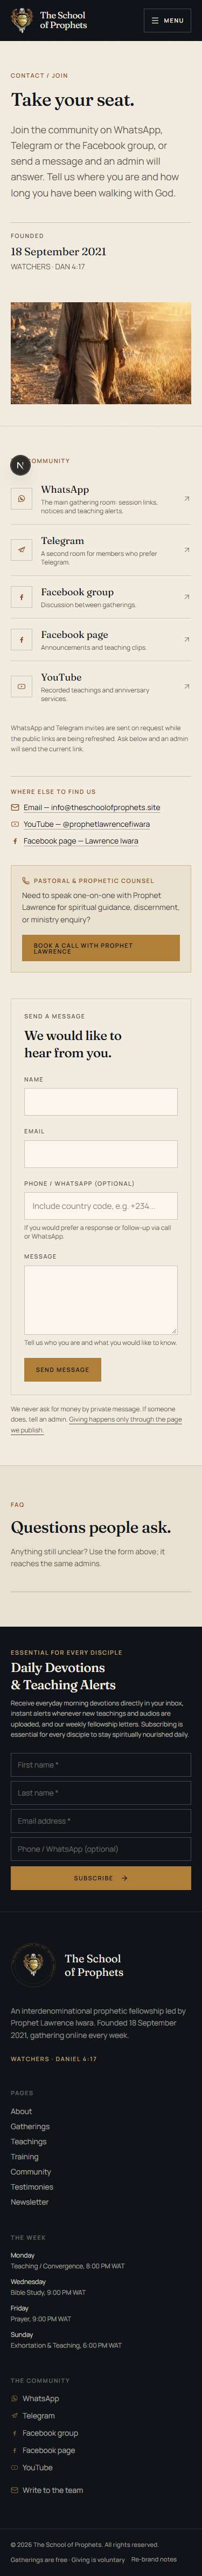 The School
of Prophets
MENU
CONTACT / JOIN
Take your seat.
Join the community on WhatsApp,
Telegram or the Facebook group, or
send a message and an admin will
answer. Tell us where you are and how
long you have been walking with God.
FOUNDED
18 September 2021
WATCHERS · DAN 4:17
N
COMMUNITY
WhatsApp
The main gathering room: session links,
notices and teaching alerts.
Telegram
A second room for members who prefer
Telegram.
Facebook group
Discussion between gatherings.
Facebook page
Announcements and teaching clips.
YouTube
Recorded teachings and anniversary
services.
WhatsApp and Telegram invites are sent on request while
the public links are being refreshed. Ask below and an admin
will send the current link.
WHERE ELSE TO FIND US
Email — info@theschoolofprophets.site
YouTube — @prophetlawrencefiwara
Facebook page — Lawrence Iwara
PASTORAL & PROPHETIC COUNSEL
Need to speak one-on-one with Prophet
Lawrence for spiritual guidance, discernment,
or ministry enquiry?
BOOK A CALL WITH PROPHET
LAWRENCE
SEND A MESSAGE
We would like to
hear from you.
NAME
EMAIL
PHONE / WHATSAPP (OPTIONAL)
Include country code, e.g. +234...
If you would prefer a response or follow-up via call
or WhatsApp.
MESSAGE
Tell us who you are and what you would like to know.
SEND MESSAGE
We never ask for money by private message. If someone
does, tell an admin. Giving happens only through the page
we publish.
FAQ
Questions people ask.
Anything still unclear? Use the form above; it
reaches the same admins.
ESSENTIAL FOR EVERY DISCIPLE
Daily Devotions
& Teaching Alerts
Receive everyday morning devotions directly in your inbox,
instant alerts whenever new teachings and audios are
uploaded, and our weekly fellowship letters. Subscribing is
essential for every disciple to stay spiritually nourished daily.
First name *
Last name *
Email address *
Phone / WhatsApp (optional)
SUBSCRIBE
The School
of Prophets
An interdenominational prophetic fellowship led by
Prophet Lawrence Iwara. Founded 18 September
2021, gathering online every week.
WATCHERS · DANIEL 4:17
PAGES
About
Gatherings
Teachings
Training
Community
Testimonies
Newsletter
THE WEEK
Monday
Teaching / Convergence, 8:00 PM WAT
Wednesday
Bible Study, 9:00 PM WAT
Friday
Prayer, 9:00 PM WAT
Sunday
Exhortation & Teaching, 6:00 PM WAT
THE COMMUNITY
WhatsApp
Telegram
Facebook group
Facebook page
YouTube
Write to the team
© 2026 The School of Prophets. All rights reserved.
Gatherings are free · Giving is voluntary
Re-brand notes